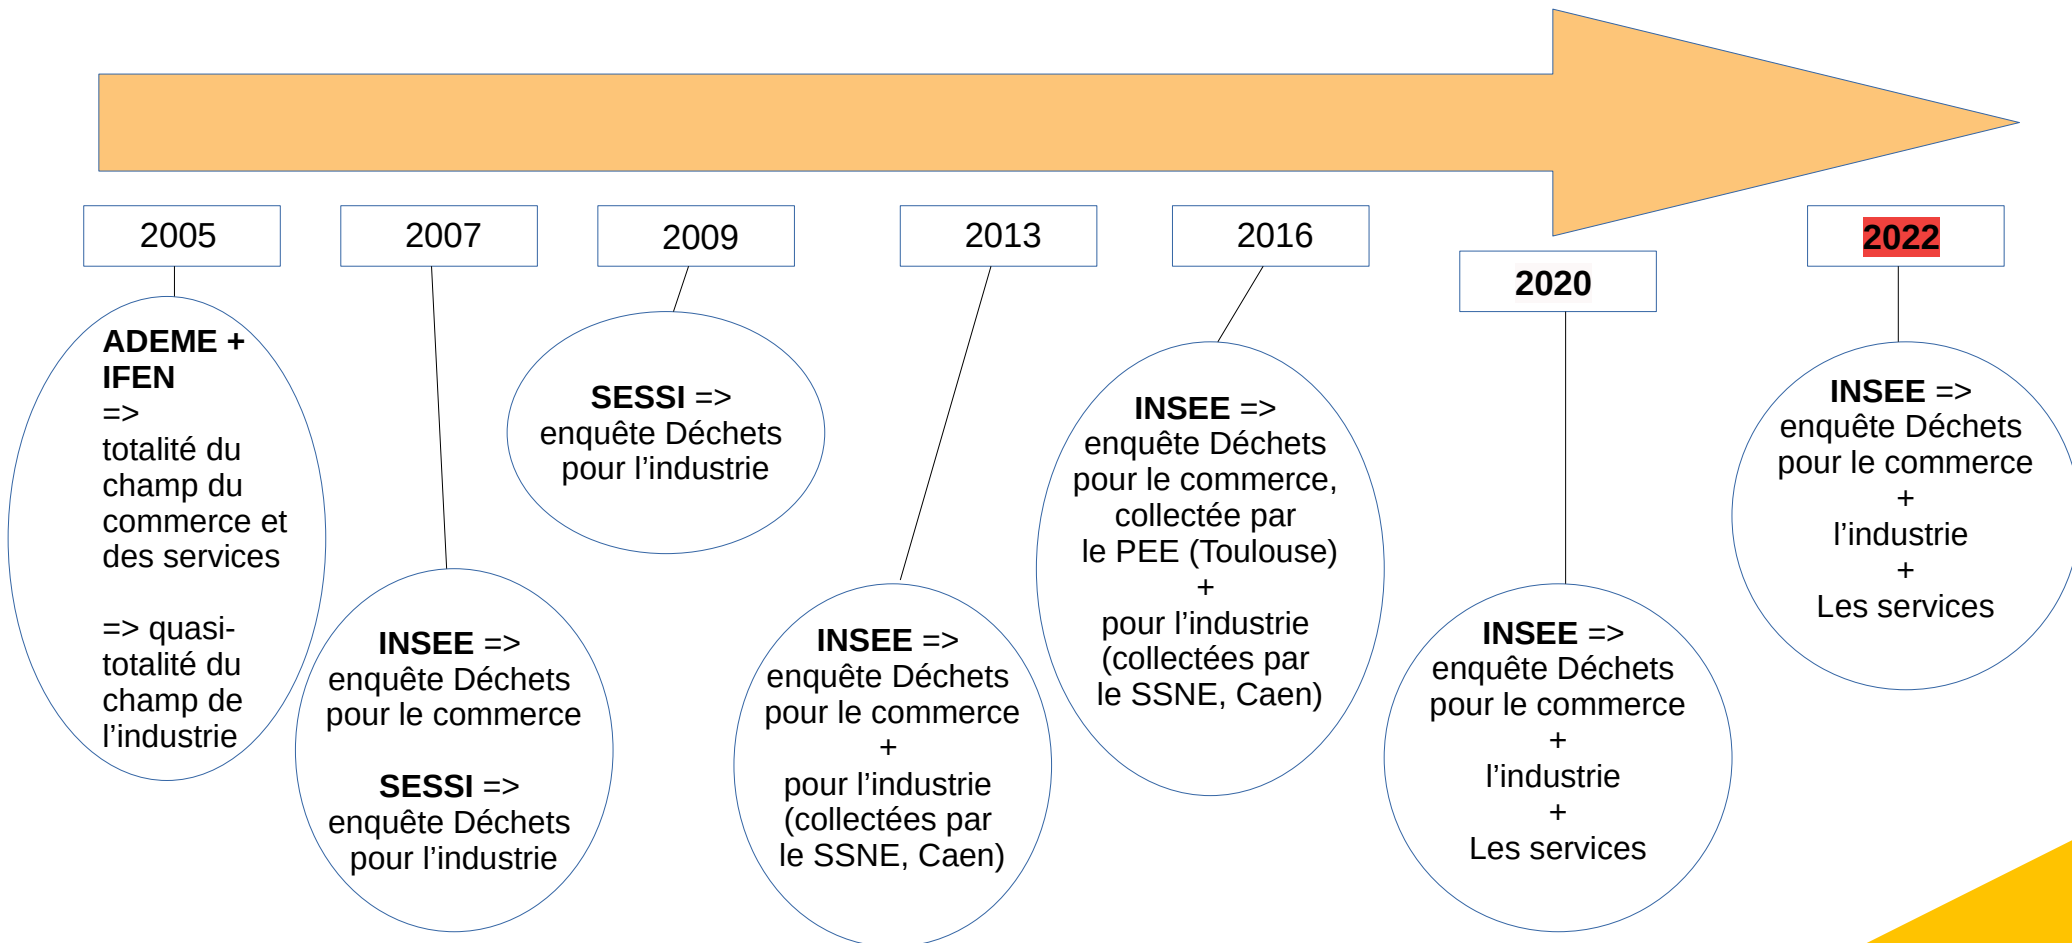 2005
2007
2009
2013
2016
2020
2022
ADEME +
IFEN
=>
totalité du
champ du
commerce et
des services
=> quasi-
totalité du
champ de
l’industrie
INSEE =>
enquête Déchets
pour le commerce
SESSI =>
enquête Déchets
pour l’industrie
SESSI =>
enquête Déchets
pour l’industrie
INSEE =>
enquête Déchets
pour le commerce
+
pour l’industrie
(collectées par
le SSNE, Caen)
INSEE =>
enquête Déchets
pour le commerce,
collectée par
le PEE (Toulouse)
+
pour l’industrie
(collectées par
le SSNE, Caen)
INSEE =>
enquête Déchets
pour le commerce
+
l’industrie
+
Les services
INSEE =>
enquête Déchets
pour le commerce
+
l’industrie
+
Les services